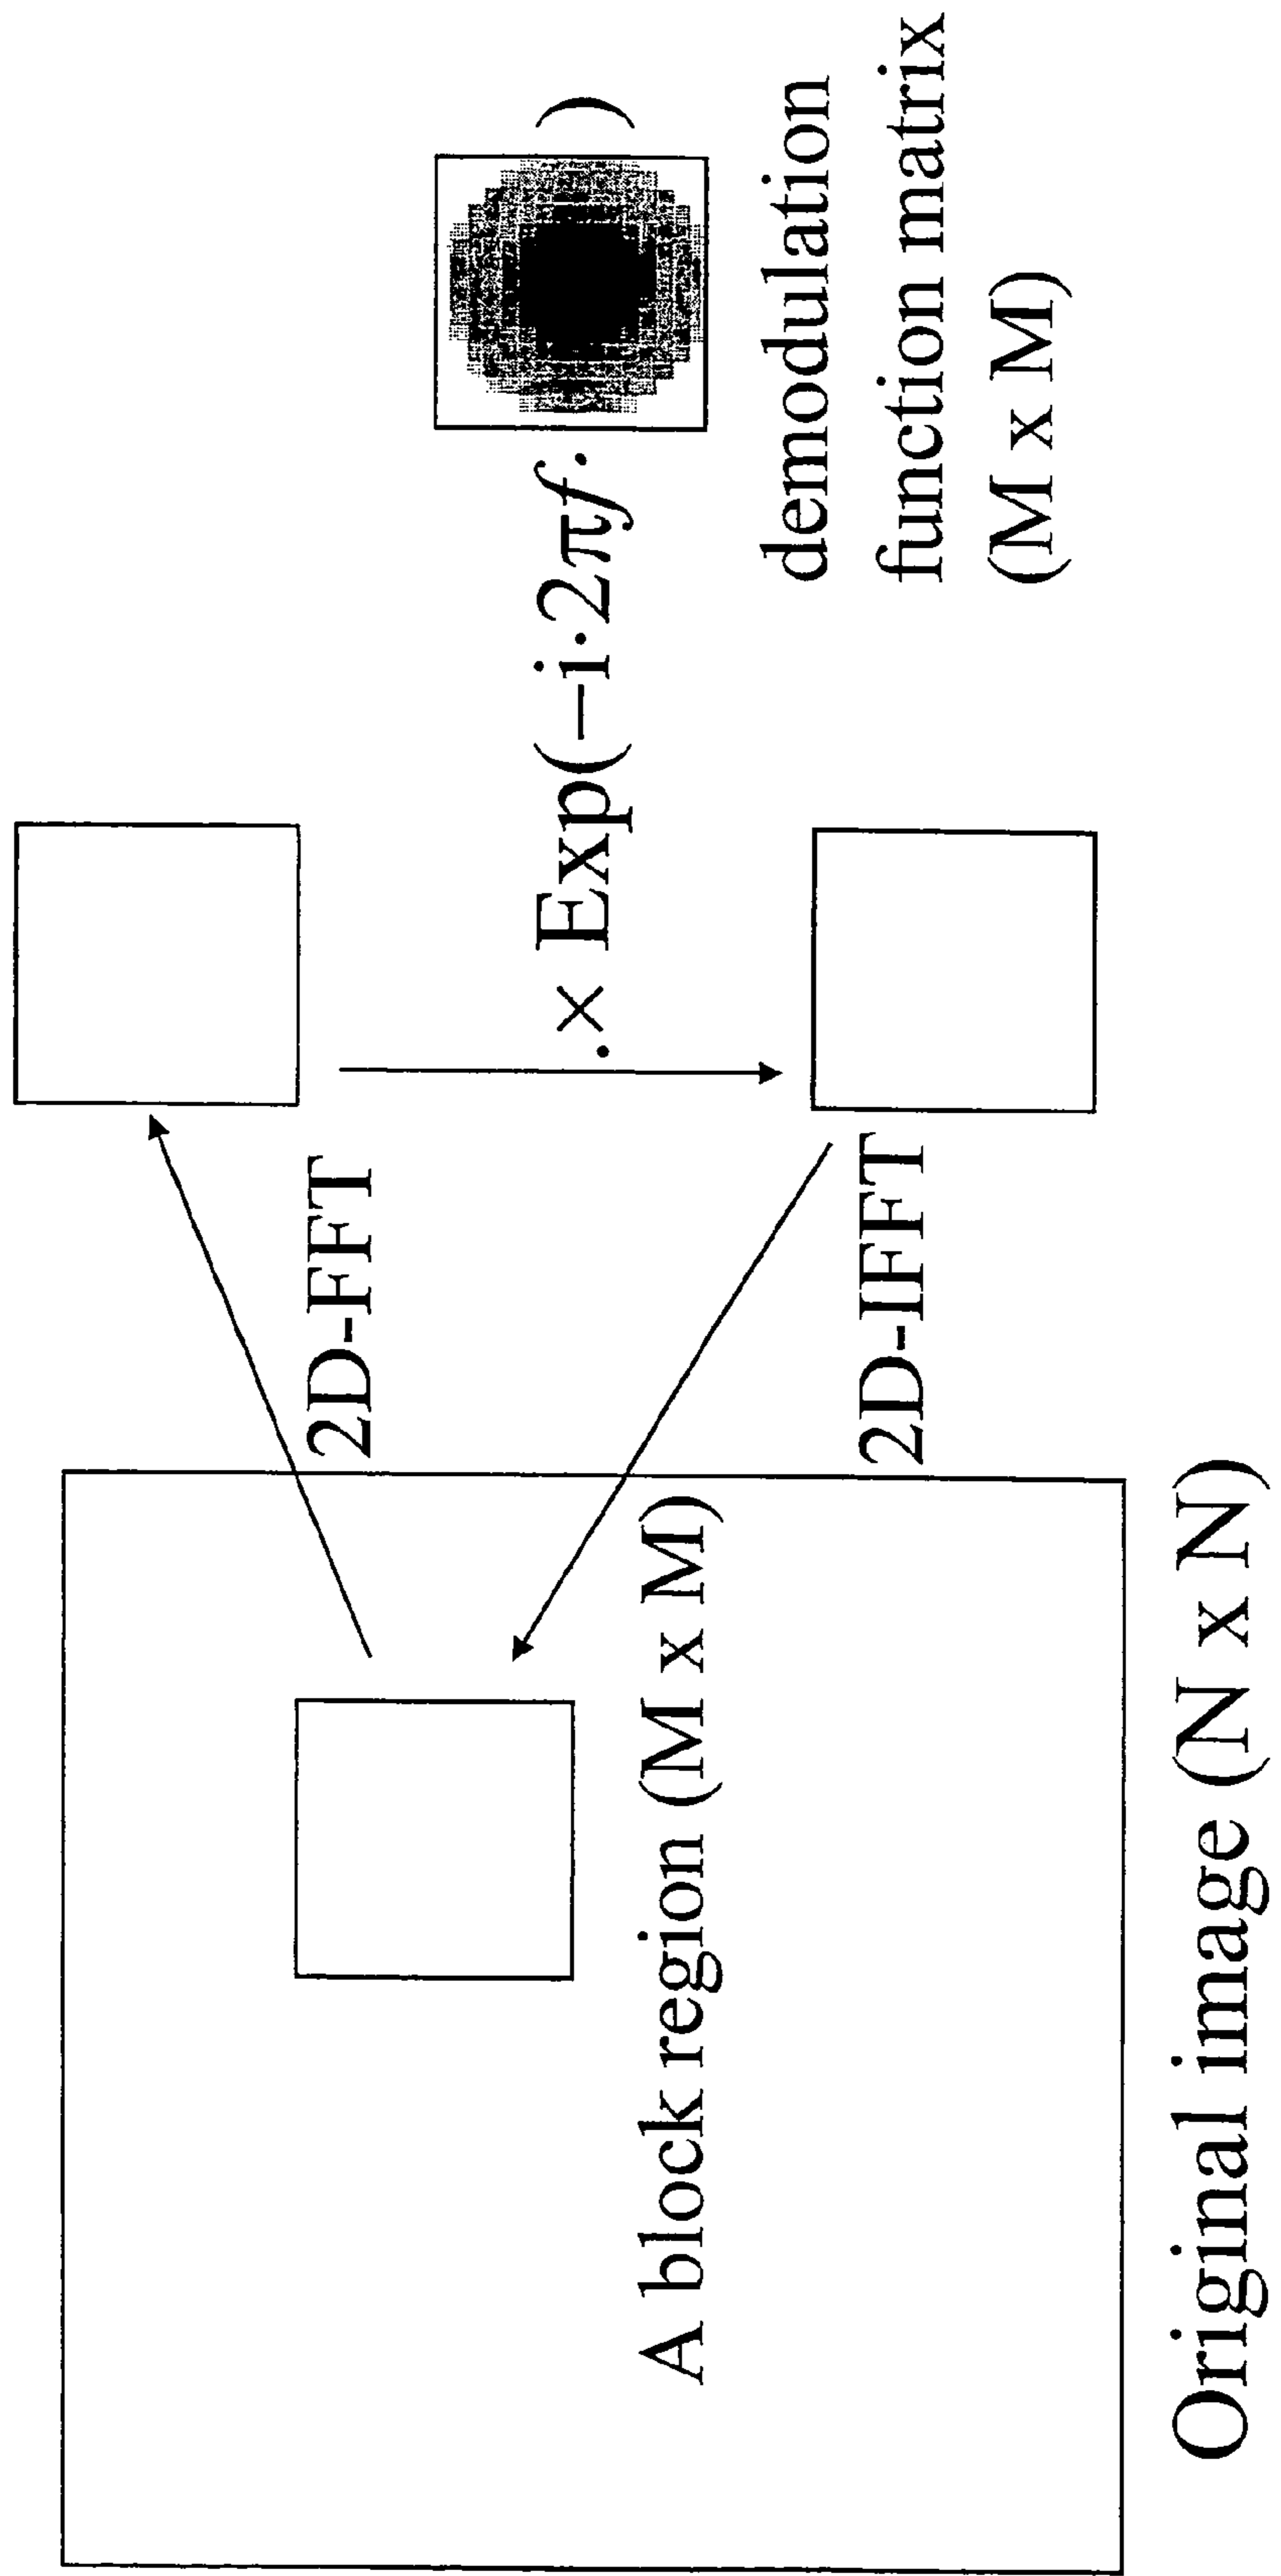 2D-FFT
A block region (M x M)
.× Exp(−i·2πf· )
demodulation
function matrix
(M x M)
2D-IFFT
Original image (N x N)